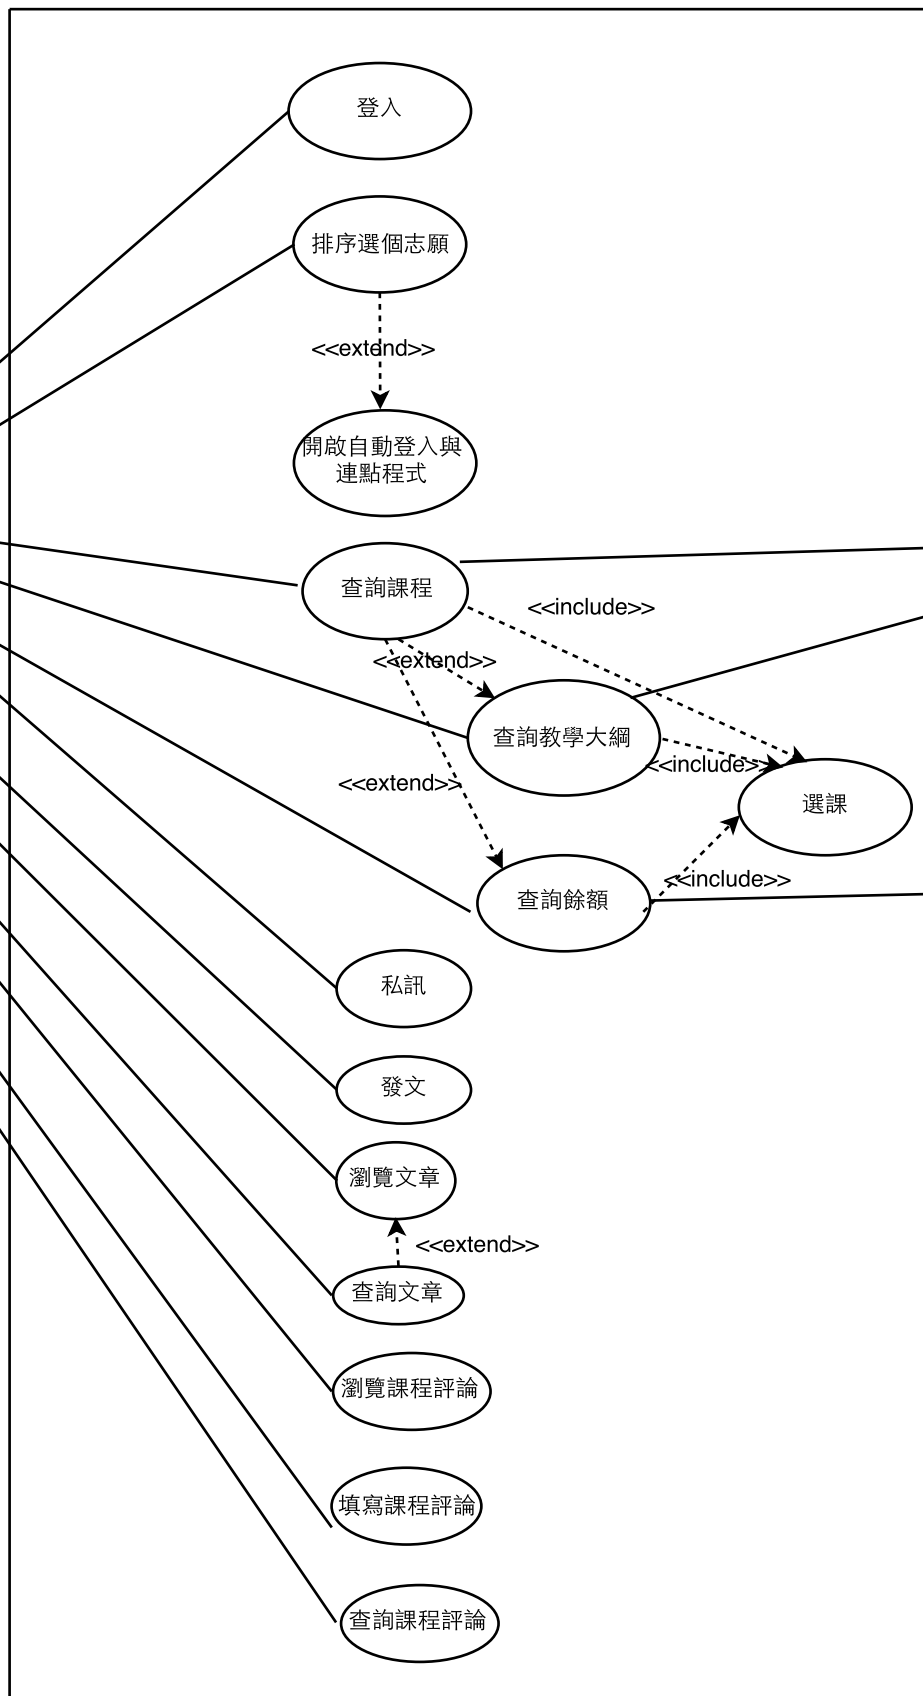 登入
排序選個志願
<<extend>>
開啟自動登入與
連點程式
查詢課程
<<include>>
<<extend>>
查詢教學大綱
<<include>>
<<extend>>
選課
<<include>>
查詢餘額
私訊
發文
瀏覽文章
<<extend>>
查詢文章
瀏覽課程評論
填寫課程評論
查詢課程評論